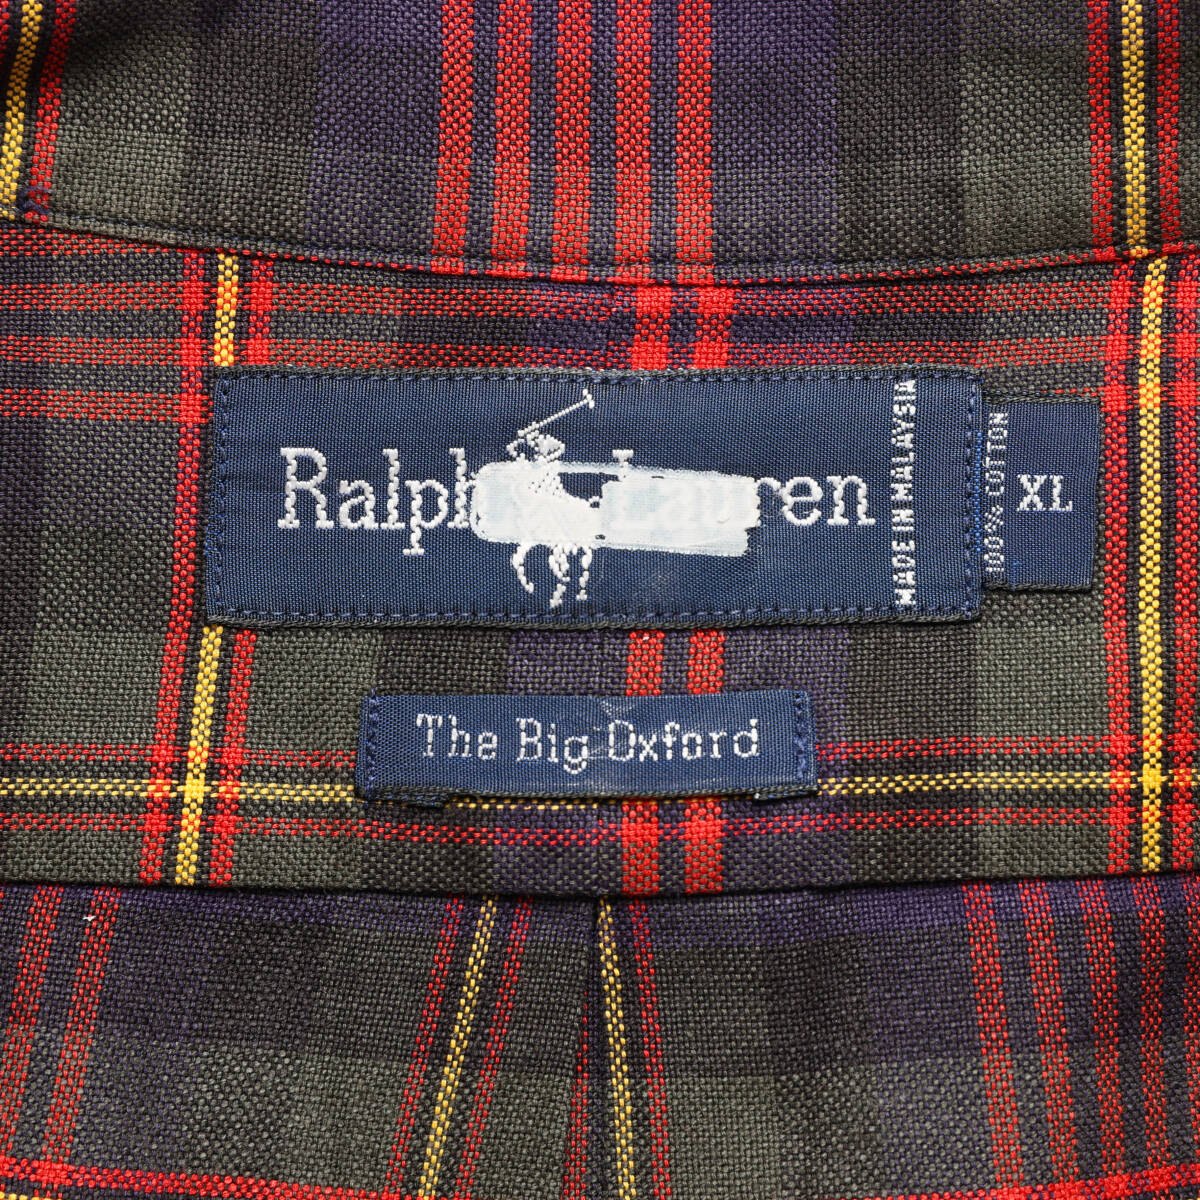 Ralph Lauren
MADE IN MALAYSIA
100% COTTON
XL
The Big Oxford